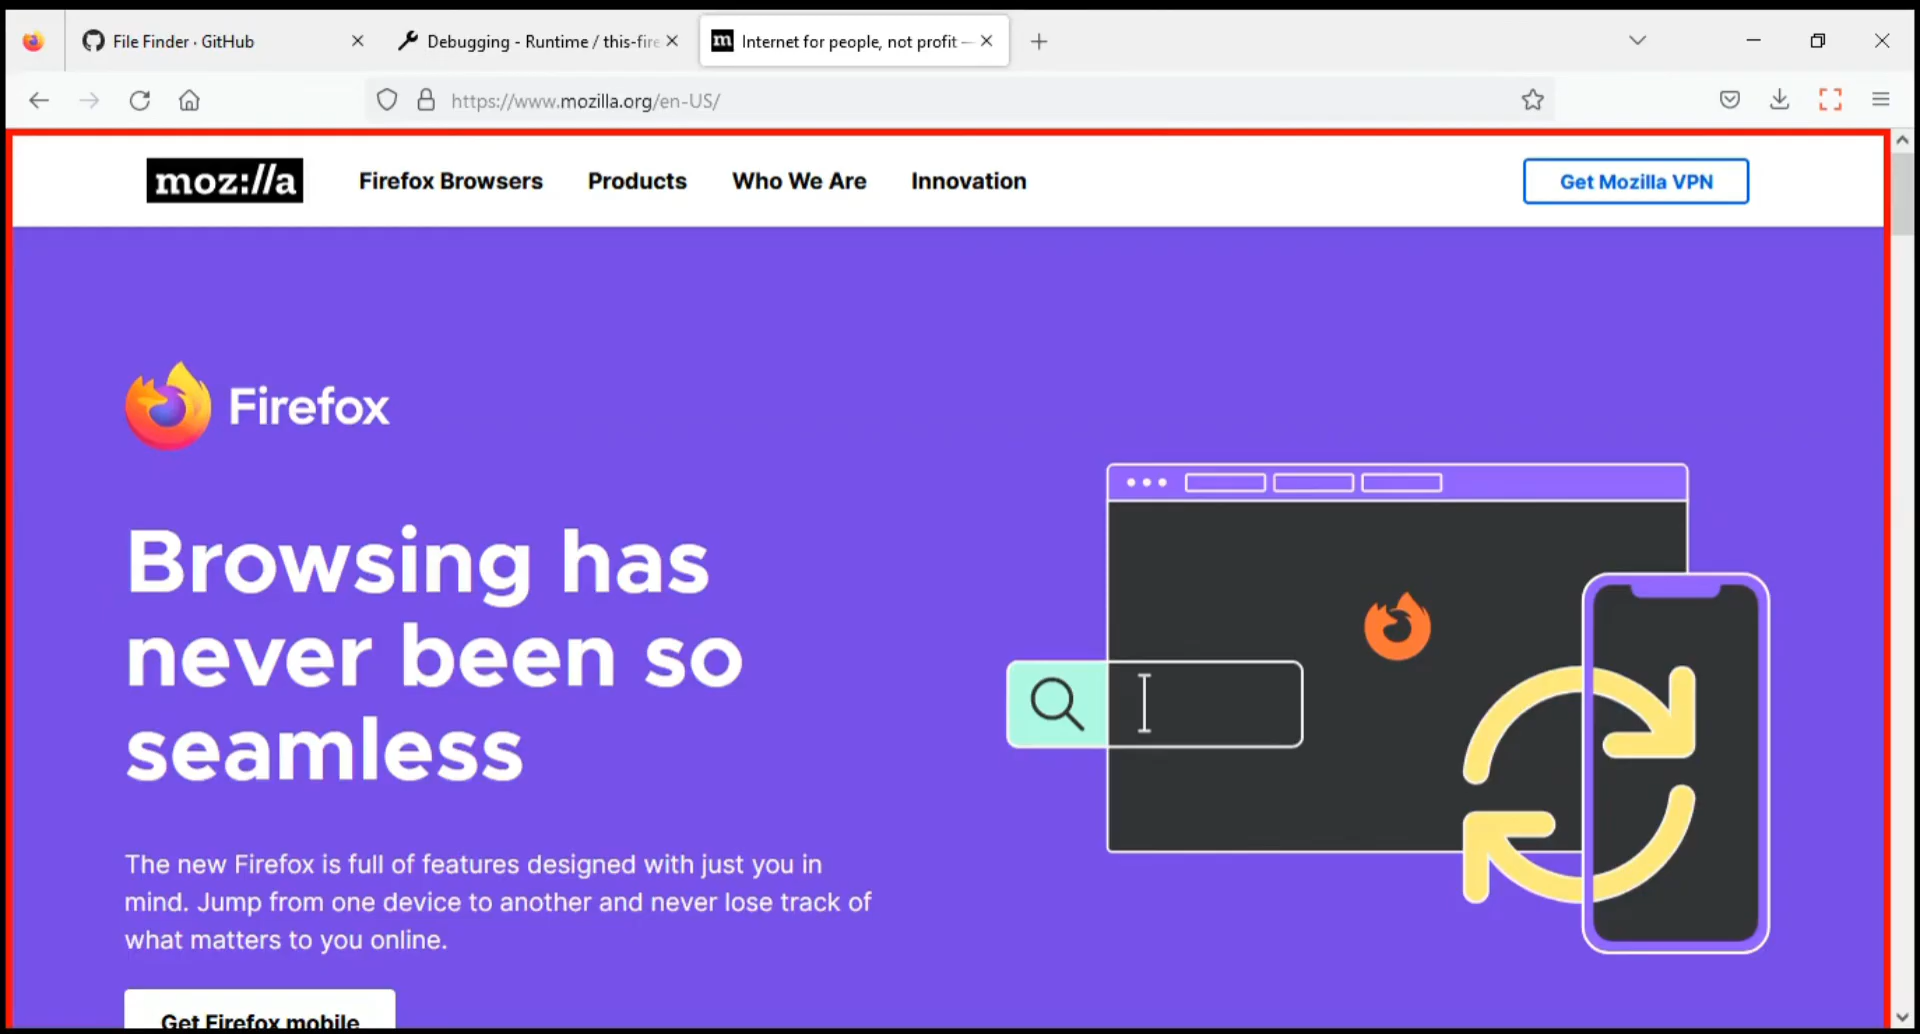 File Finder · GitHub
Debugging - Runtime / this-fire
Internet for people, not profit —
https://www.mozilla.org/en-US/
moz://a
Firefox Browsers
Products
Who We Are
Innovation
Get Mozilla VPN
Firefox
Browsing has
never been so
seamless
The new Firefox is full of features designed with just you in
mind. Jump from one device to another and never lose track of
what matters to you online.
Get Firefox mobile